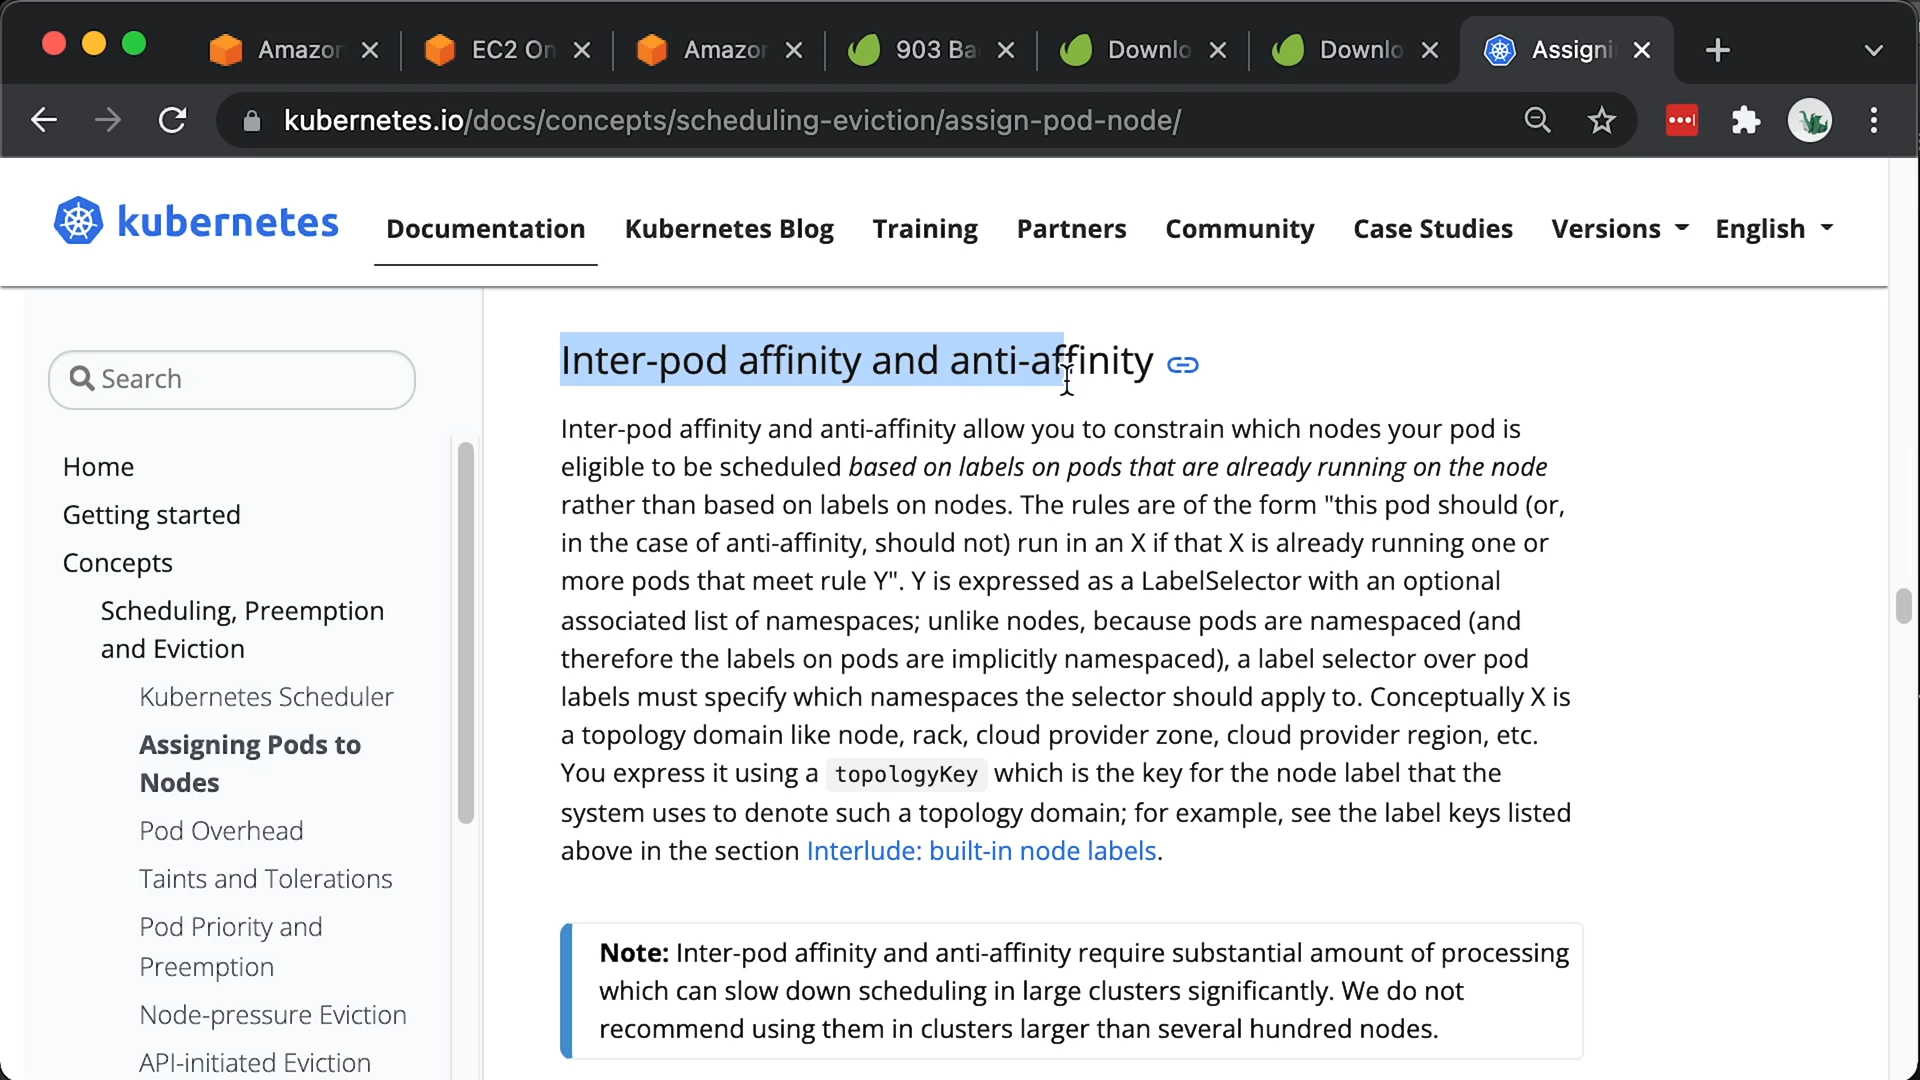 Amazon
EC2 On
Amazon
903 Ba
Downlo
Downlo
Assigni
kubernetes.io/docs/concepts/scheduling-eviction/assign-pod-node/
kubernetes
Documentation
Kubernetes Blog
Training
Partners
Community
Case Studies
Versions
English
Search
Home
Getting started
Concepts
Scheduling, Preemption
and Eviction
Kubernetes Scheduler
Assigning Pods to
Nodes
Pod Overhead
Taints and Tolerations
Pod Priority and
Preemption
Node-pressure Eviction
API-initiated Eviction
Inter-pod affinity and anti-affinity
Inter-pod affinity and anti-affinity allow you to constrain which nodes your pod is
eligible to be scheduled based on labels on pods that are already running on the node
rather than based on labels on nodes. The rules are of the form "this pod should (or,
in the case of anti-affinity, should not) run in an X if that X is already running one or
more pods that meet rule Y". Y is expressed as a LabelSelector with an optional
associated list of namespaces; unlike nodes, because pods are namespaced (and
therefore the labels on pods are implicitly namespaced), a label selector over pod
labels must specify which namespaces the selector should apply to. Conceptually X is
a topology domain like node, rack, cloud provider zone, cloud provider region, etc.
You express it using a topologyKey which is the key for the node label that the
system uses to denote such a topology domain; for example, see the label keys listed
above in the section Interlude: built-in node labels.
Note: Inter-pod affinity and anti-affinity require substantial amount of processing
which can slow down scheduling in large clusters significantly. We do not
recommend using them in clusters larger than several hundred nodes.